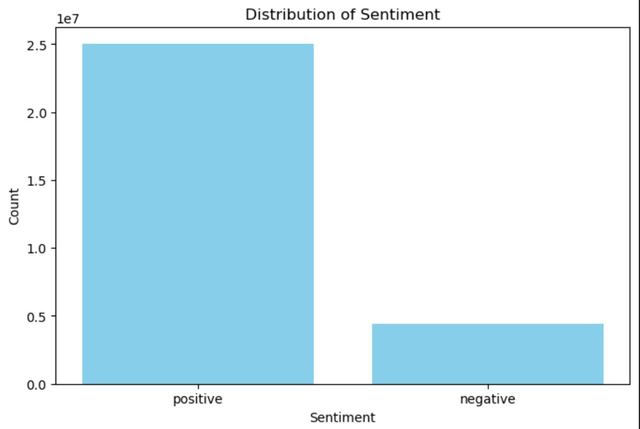 Distribution of Sentiment
1e7
2.5
2.0
1.5
1.0
0.5
0.0
Count
positive negative
Sentiment